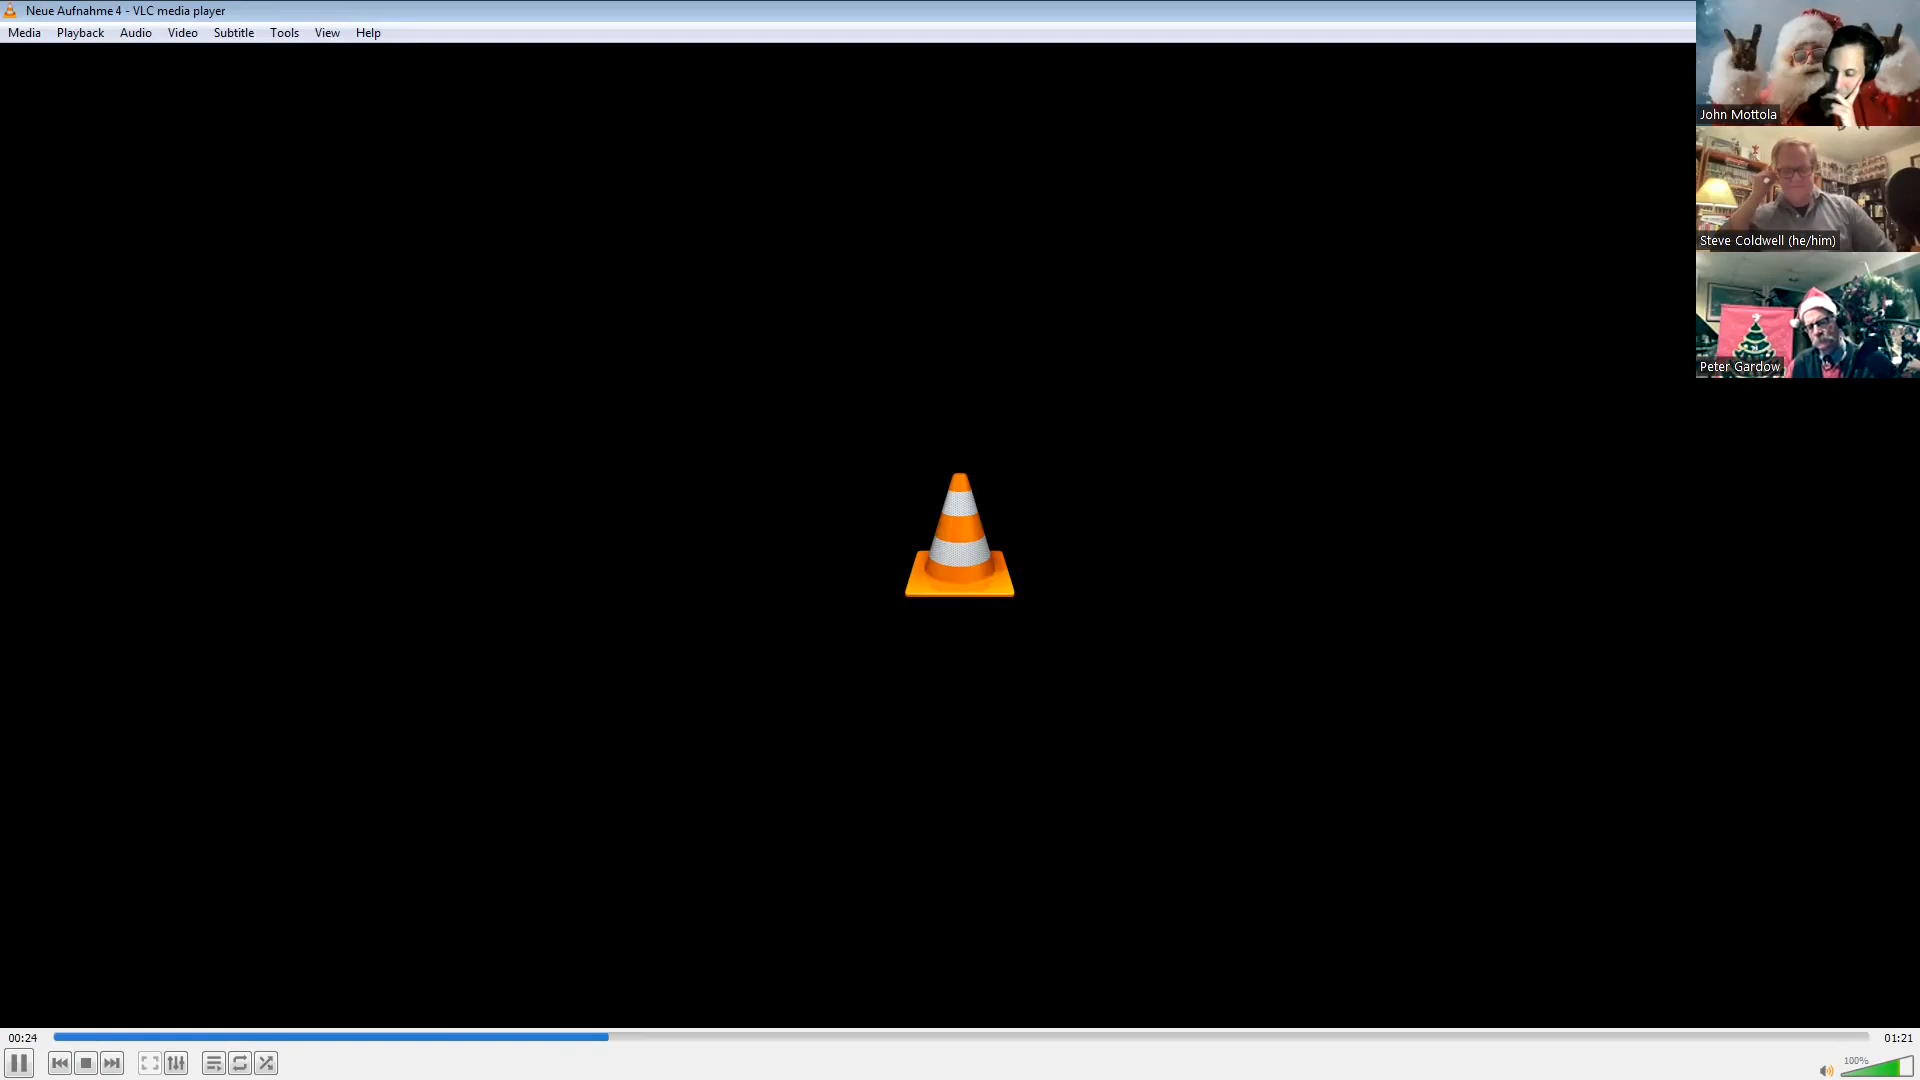 Neue Aufnahme 4 - VLC media player
Media Playback Audio Video Subtitle Tools View Help
John Mottola
Steve Coldwell (he/him)
Peter Gardow
00:24
01:21
100%